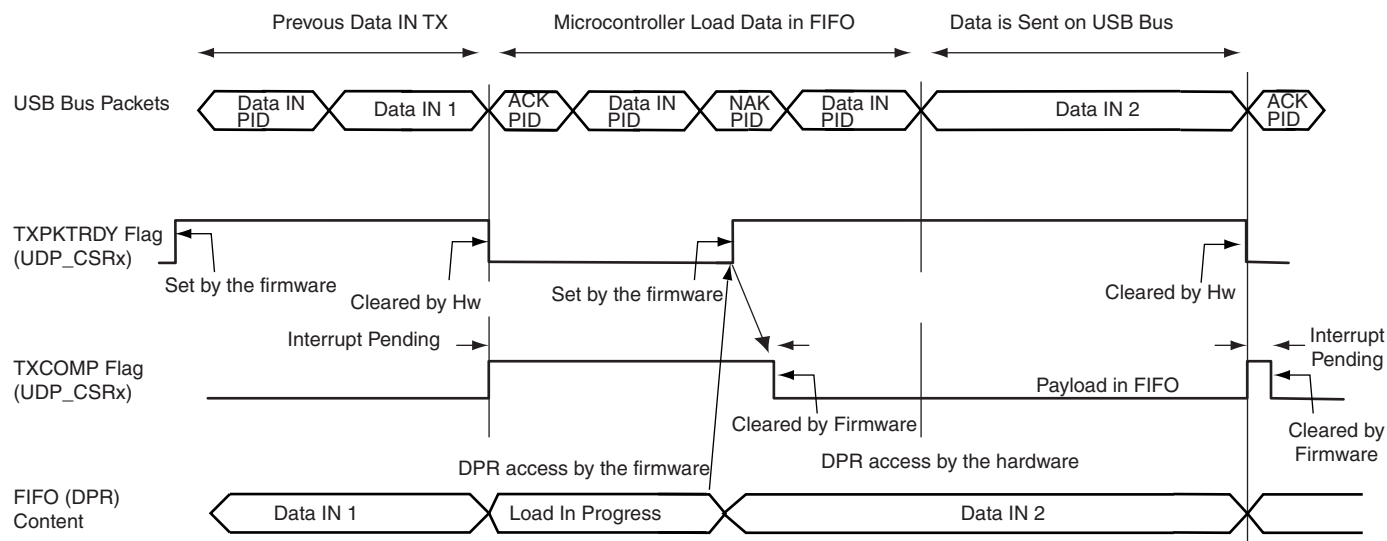 Prevous Data IN TX
Microcontroller Load Data in FIFO
Data is Sent on USB Bus
USB Bus Packets
Data IN
PID
Data IN 1
ACK
PID
Data IN
PID
NAK
PID
Data IN
PID
Data IN 2
ACK
PID
TXPKTRDY Flag
(UDP_CSRx)
Set by the firmware
Cleared by Hw
Set by the firmware
Cleared by Hw
Interrupt Pending
Interrupt
Pending
TXCOMP Flag
(UDP_CSRx)
Payload in FIFO
Cleared by Firmware
Cleared by
Firmware
DPR access by the firmware
DPR access by the hardware
FIFO (DPR)
Content
Data IN 1
Load In Progress
Data IN 2